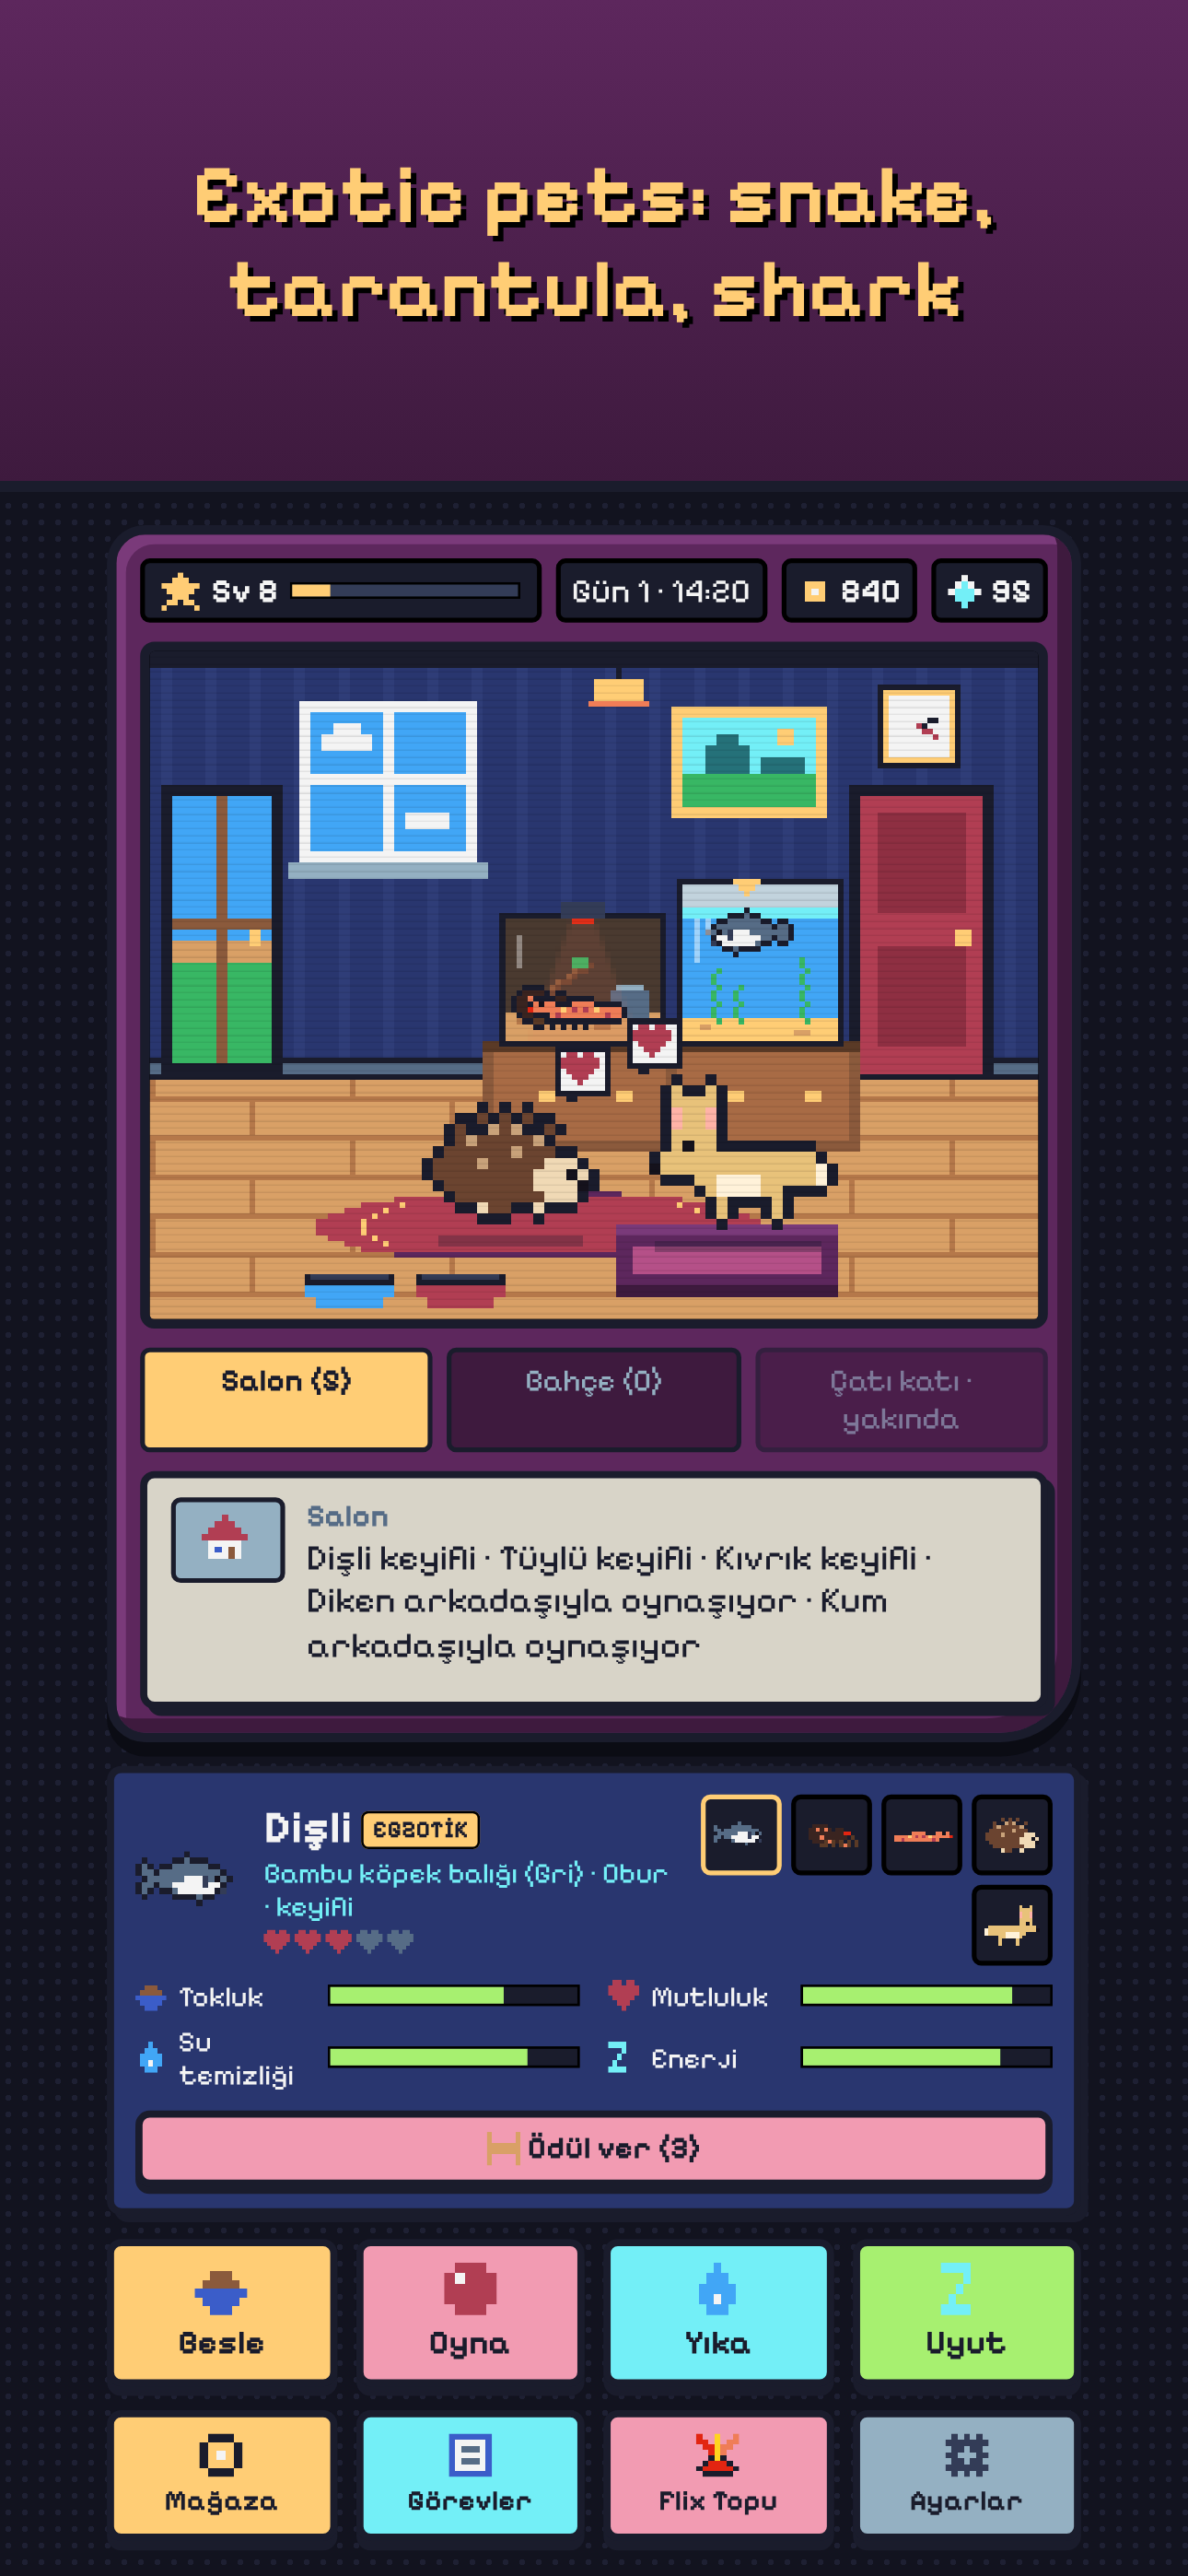 Exotic pets: snake,
tarantula, shark
Sv 8
Gün 1 · 14:20
840
95
Salon (5)
Bahçe (0)
Çatı katı ·
yakında
Salon
Dişli keyifli · Tüylü keyifli · Kıvrık keyifli ·
Diken arkadaşıyla oynaşıyor · Kum
arkadaşıyla oynaşıyor
Dişli EGZOTİK
Bambu köpek balığı (Gri) · Obur
· keyifli
Tokluk
Mutluluk
Su
temizliği
Enerji
Ödül ver (3)
Besle
Oyna
Yıka
Uyut
Mağaza
Görevler
Flix Topu
Ayarlar